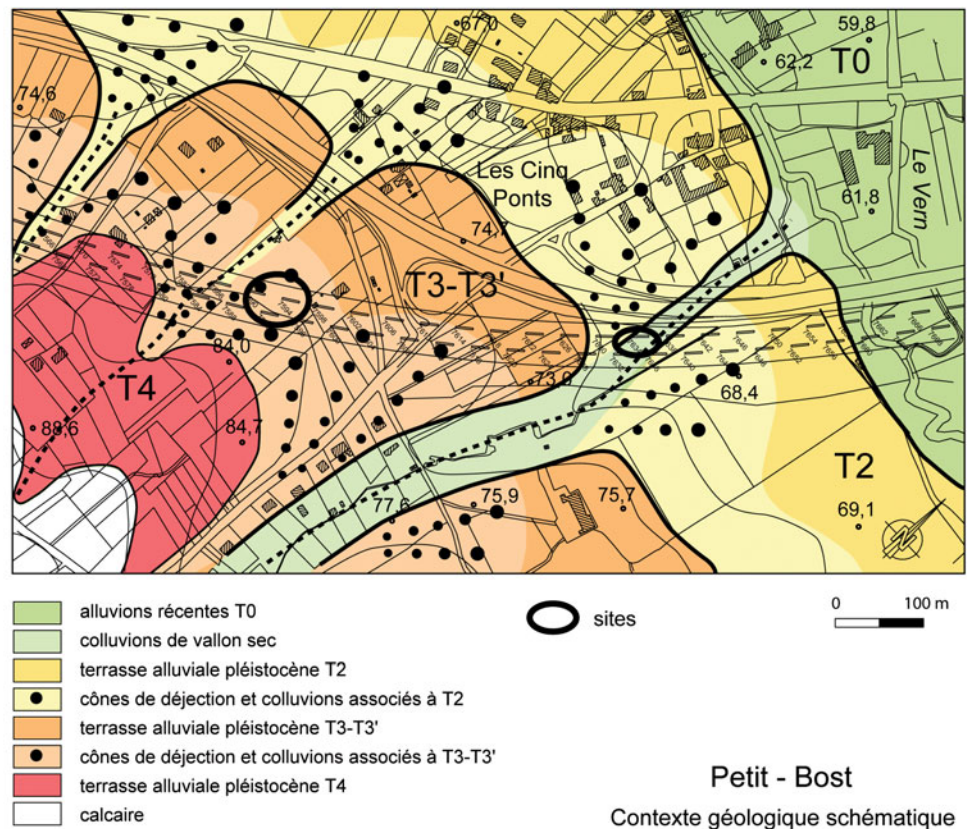 67,0
59,8
62,2
T0
74,6
Les Cinq
Ponts
61,8
Le Vern
74,7
T3-T3'
84,0
T4
73,6
68,4
88,6
84,7
T2
77,6
75,9
75,7
69,1
N
alluvions récentes T0
colluvions de vallon sec
terrasse alluviale pléistocène T2
cônes de déjection et colluvions associés à T2
terrasse alluviale pléistocène T3-T3'
cônes de déjection et colluvions associés à T3-T3'
terrasse alluviale pléistocène T4
calcaire
sites
0 100 m
Petit - Bost
Contexte géologique schématique